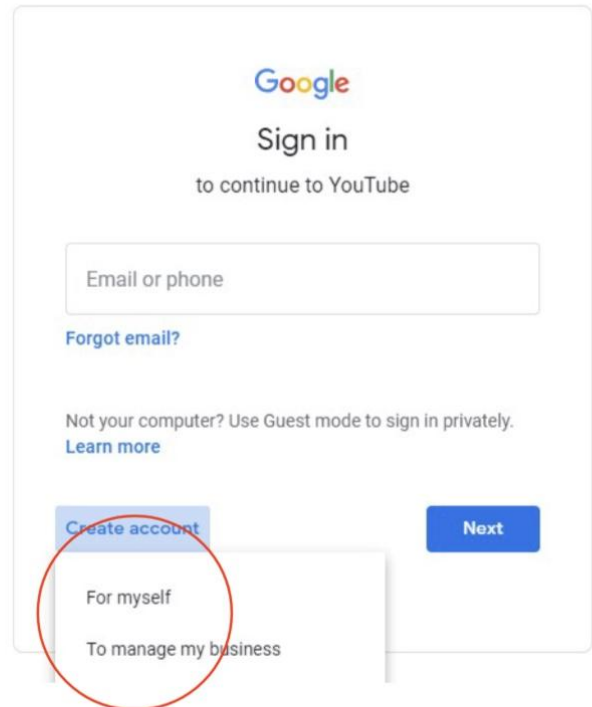 Google
Sign in
to continue to YouTube
Email or phone
Forgot email?
Not your computer? Use Guest mode to sign in privately.
Learn more
Create account
Next
For myself
To manage my business